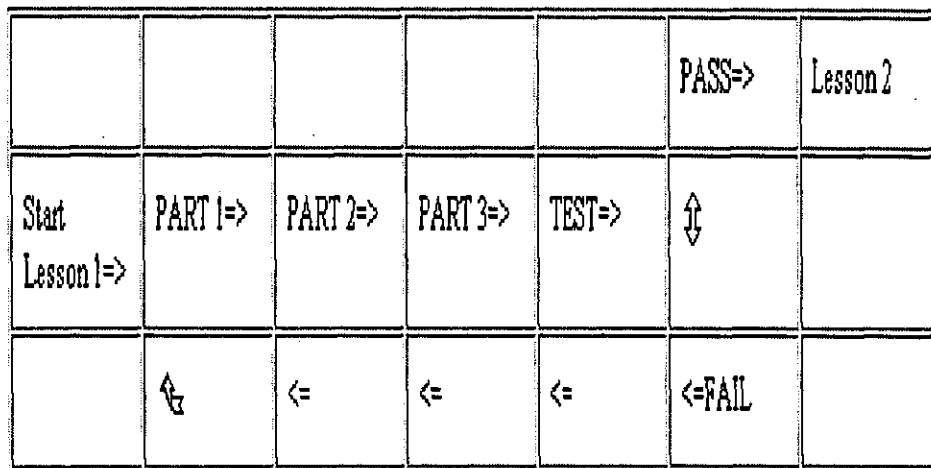 PASS=> Lesson 2
Start
Lesson 1=> PART 1=> PART 2=> PART 3=> TEST=> ⇕
<= <= <= <=FAIL